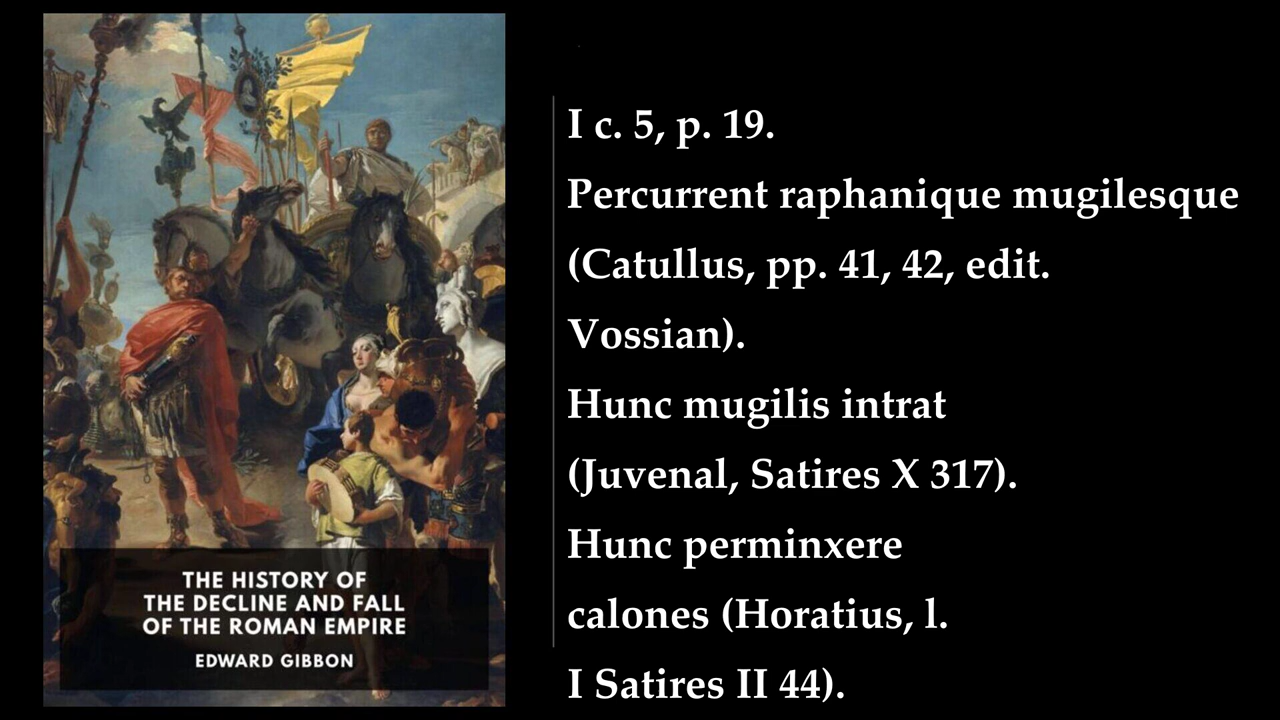 THE HISTORY OF
THE DECLINE AND FALL
OF THE ROMAN EMPIRE
EDWARD GIBBON
I c. 5, p. 19.
Percurrent raphanique mugilesque
(Catullus, pp. 41, 42, edit.
Vossian).
Hunc mugilis intrat
(Juvenal, Satires X 317).
Hunc perminxere
calones (Horatius, l.
I Satires II 44).